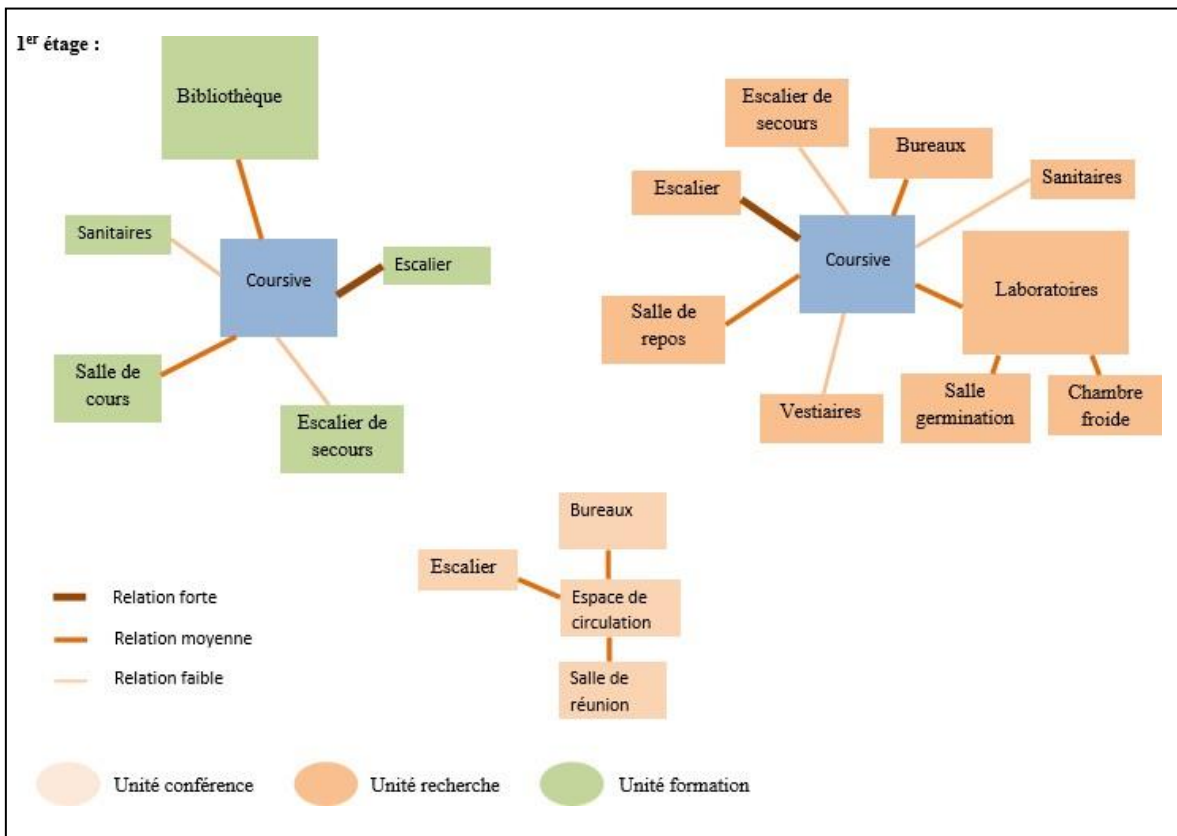 1er étage :
Bibliothèque
Sanitaires
Coursive
Escalier
Salle de
cours
Escalier de
secours
Escalier de
secours
Bureaux
Escalier
Sanitaires
Coursive
Laboratoires
Salle de
repos
Vestiaires
Salle
germination
Chambre
froide
Bureaux
Escalier
Espace de
circulation
Salle de
réunion
Relation forte
Relation moyenne
Relation faible
Unité conférence
Unité recherche
Unité formation